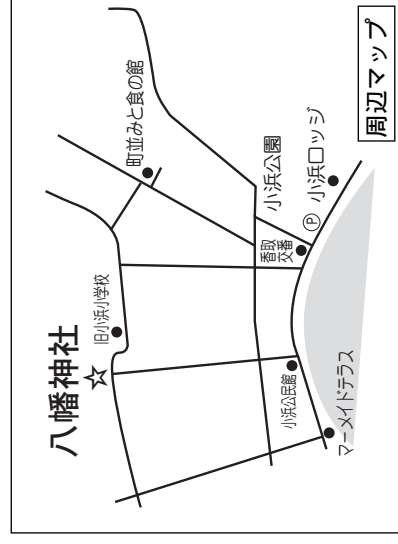 周辺マップ
八幡神社
旧小浜小学校
町並みと食の館
小浜公園
香取
交番
Ⓟ
小浜ロッジ
小浜公民館
マーメイドテラス